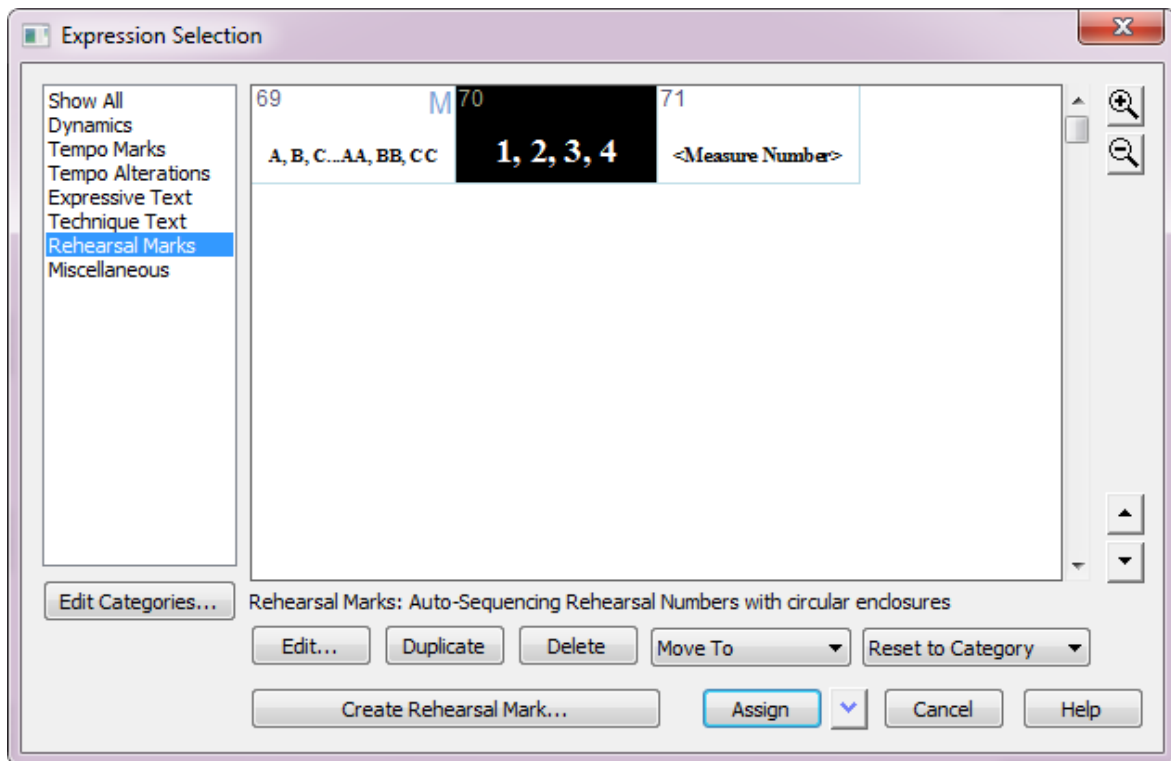 Expression Selection
Show All
Dynamics
Tempo Marks
Tempo Alterations
Expressive Text
Technique Text
Rehearsal Marks
Miscellaneous
69 M 70 71
A, B, C...AA, BB, CC 1, 2, 3, 4 <Measure Number>
Edit Categories... Rehearsal Marks: Auto-Sequencing Rehearsal Numbers with circular enclosures
Edit... Duplicate Delete Move To Reset to Category
Create Rehearsal Mark... Assign Cancel Help